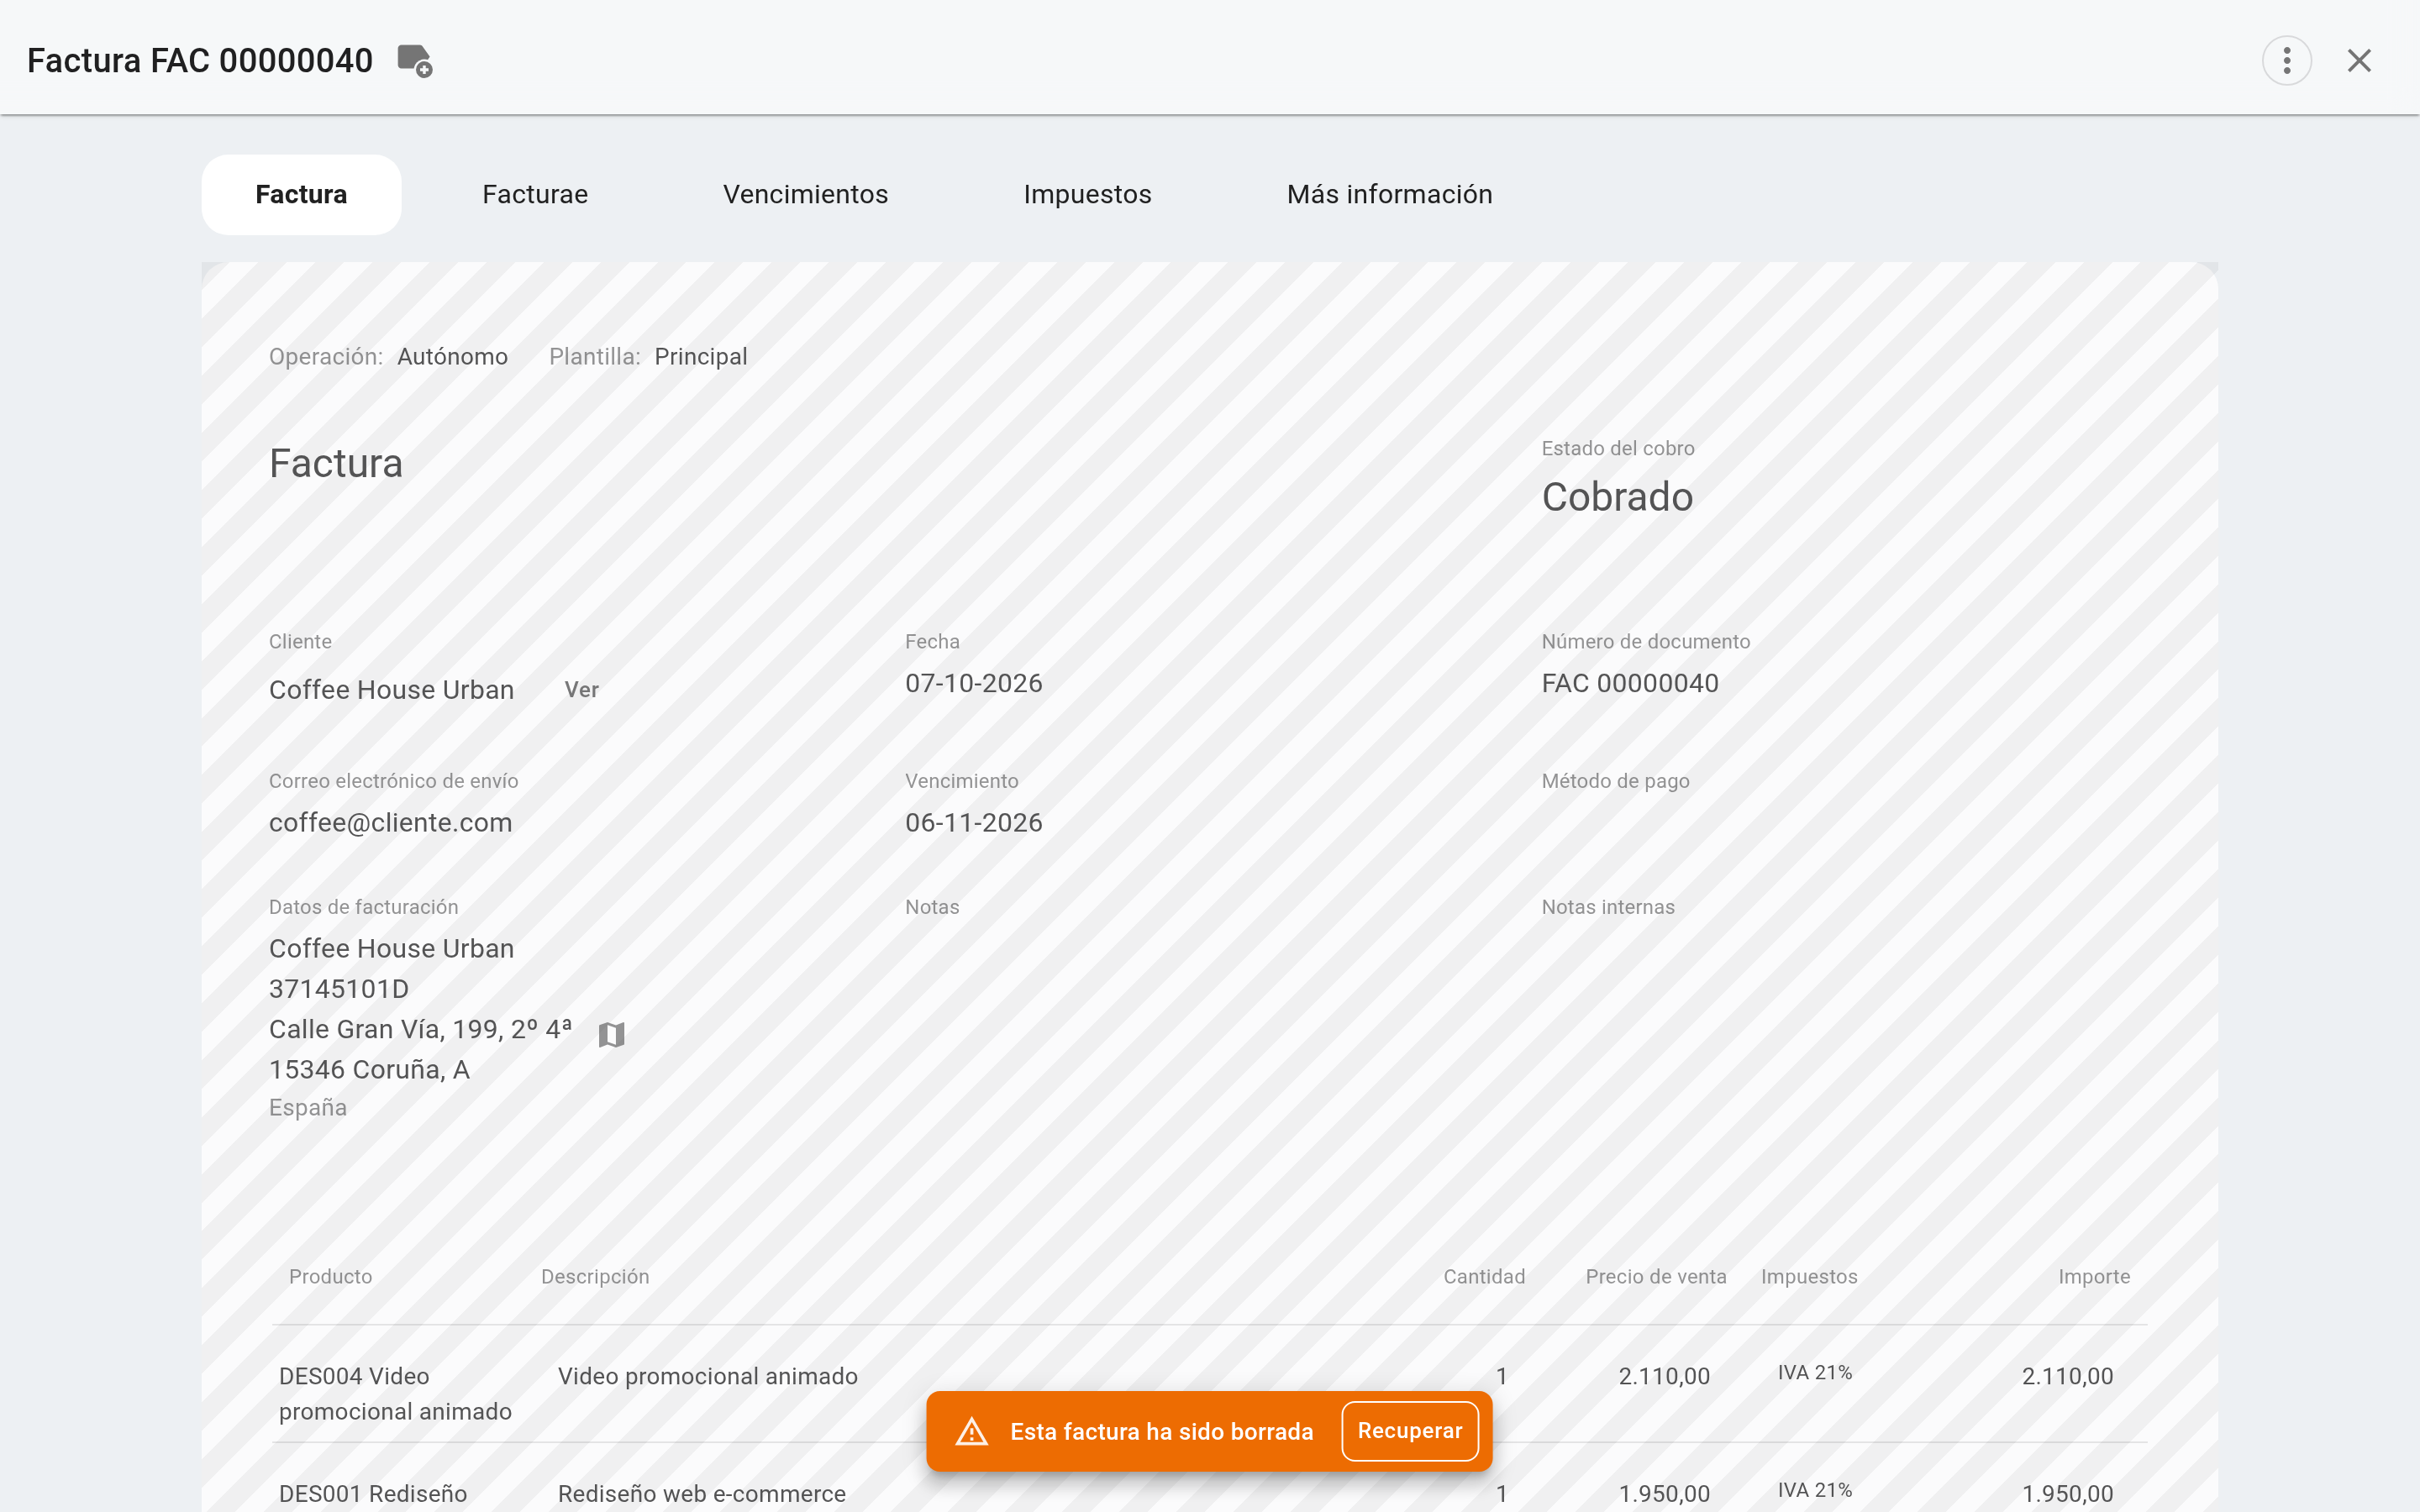 Factura FAC 00000040
Factura Facturae Vencimientos Impuestos Más información
Operación: Autónomo Plantilla: Principal
Factura
Estado del cobro
Cobrado
Cliente
Coffee House Urban Ver
Fecha
07-10-2026
Número de documento
FAC 00000040
Correo electrónico de envío
coffee@cliente.com
Vencimiento
06-11-2026
Método de pago
Datos de facturación
Coffee House Urban
37145101D
Calle Gran Vía, 199, 2º 4ª
15346 Coruña, A
España
Notas
Notas internas
Producto Descripción Cantidad Precio de venta Impuestos Importe
DES004 Video Video promocional animado 1 2.110,00 IVA 21% 2.110,00
promocional animado
Esta factura ha sido borrada Recuperar
DES001 Rediseño Rediseño web e-commerce 1 1.950,00 IVA 21% 1.950,00